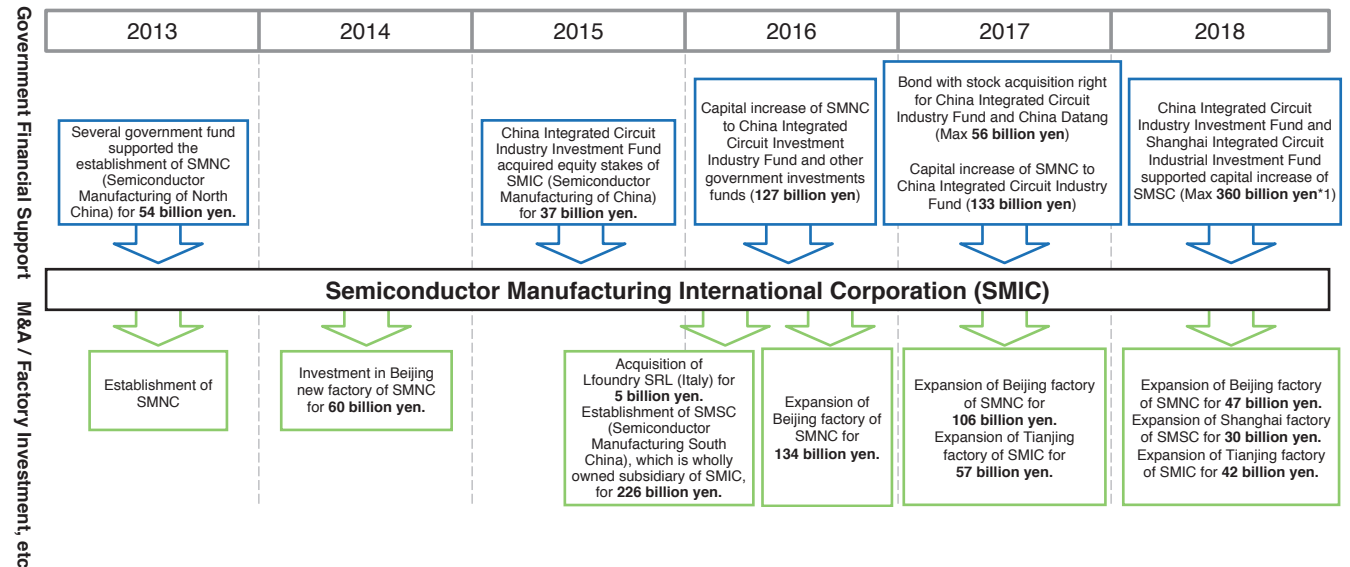 2013
2014
2015
2016
2017
2018
Government Financial Support
Several government fund
supported the
establishment of SMNC
(Semiconductor
Manufacturing of North
China) for 54 billion yen.
China Integrated Circuit
Industry Investment Fund
acquired equity stakes of
SMIC (Semiconductor
Manufacturing of China)
for 37 billion yen.
Capital increase of SMNC
to China Integrated
Circuit Investment
Industry Fund and other
government investments
funds (127 billion yen)
Bond with stock acquisition right
for China Integrated Circuit
Industry Fund and China Datang
(Max 56 billion yen)
Capital increase of SMNC to
China Integrated Circuit Industry
Fund (133 billion yen)
China Integrated Circuit
Industry Investment Fund and
Shanghai Integrated Circuit
Industrial Investment Fund
supported capital increase of
SMSC (Max 360 billion yen*1)
Semiconductor Manufacturing International Corporation (SMIC)
M&A / Factory Investment, etc
Establishment of
SMNC
Investment in Beijing
new factory of SMNC
for 60 billion yen.
Acquisition of
Lfoundry SRL (Italy) for
5 billion yen.
Establishment of SMSC
(Semiconductor
Manufacturing South
China), which is wholly
owned subsidiary of SMIC,
for 226 billion yen.
Expansion of
Beijing factory of
SMNC for
134 billion yen.
Expansion of Beijing factory
of SMNC for
106 billion yen.
Expansion of Tianjing
factory of SMIC for
57 billion yen.
Expansion of Beijing factory
of SMNC for 47 billion yen.
Expansion of Shanghai factory
of SMSC for 30 billion yen.
Expansion of Tianjing factory
of SMIC for 42 billion yen.